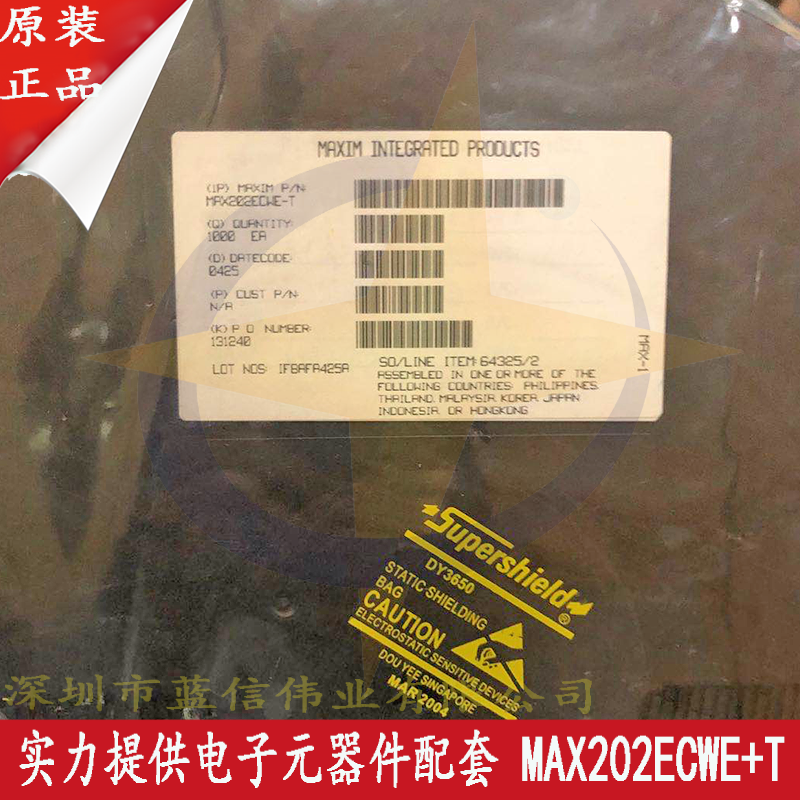 原装
正品
MAXIM INTEGRATED PRODUCTS
(1P) MAXIM P/N:
MAX202ECWE-T
(Q) QUANTITY:
1000 EA
(D) DATECODE:
0425
(P) CUST P/N:
N/A
(K) P O NUMBER:
131240
LOT NOS: IF8AFA425A
SO/LINE ITEM: 64325/2
ASSEMBLED IN ONE OR MORE OF THE
FOLLOWING COUNTRIES: PHILIPPINES,
THAILAND, MALAYSIA, KOREA, JAPAN
INDONESIA, OR HONGKONG
MAX-1
Supershield®
DY3650
STATIC-SHIELDING
BAG
CAUTION
ELECTROSTATIC SENSITIVE DEVICES
DOU YEE SINGAPORE
MAR 2004
深圳市蓝信伟业有限公司
实力提供电子元器件配套 MAX202ECWE+T